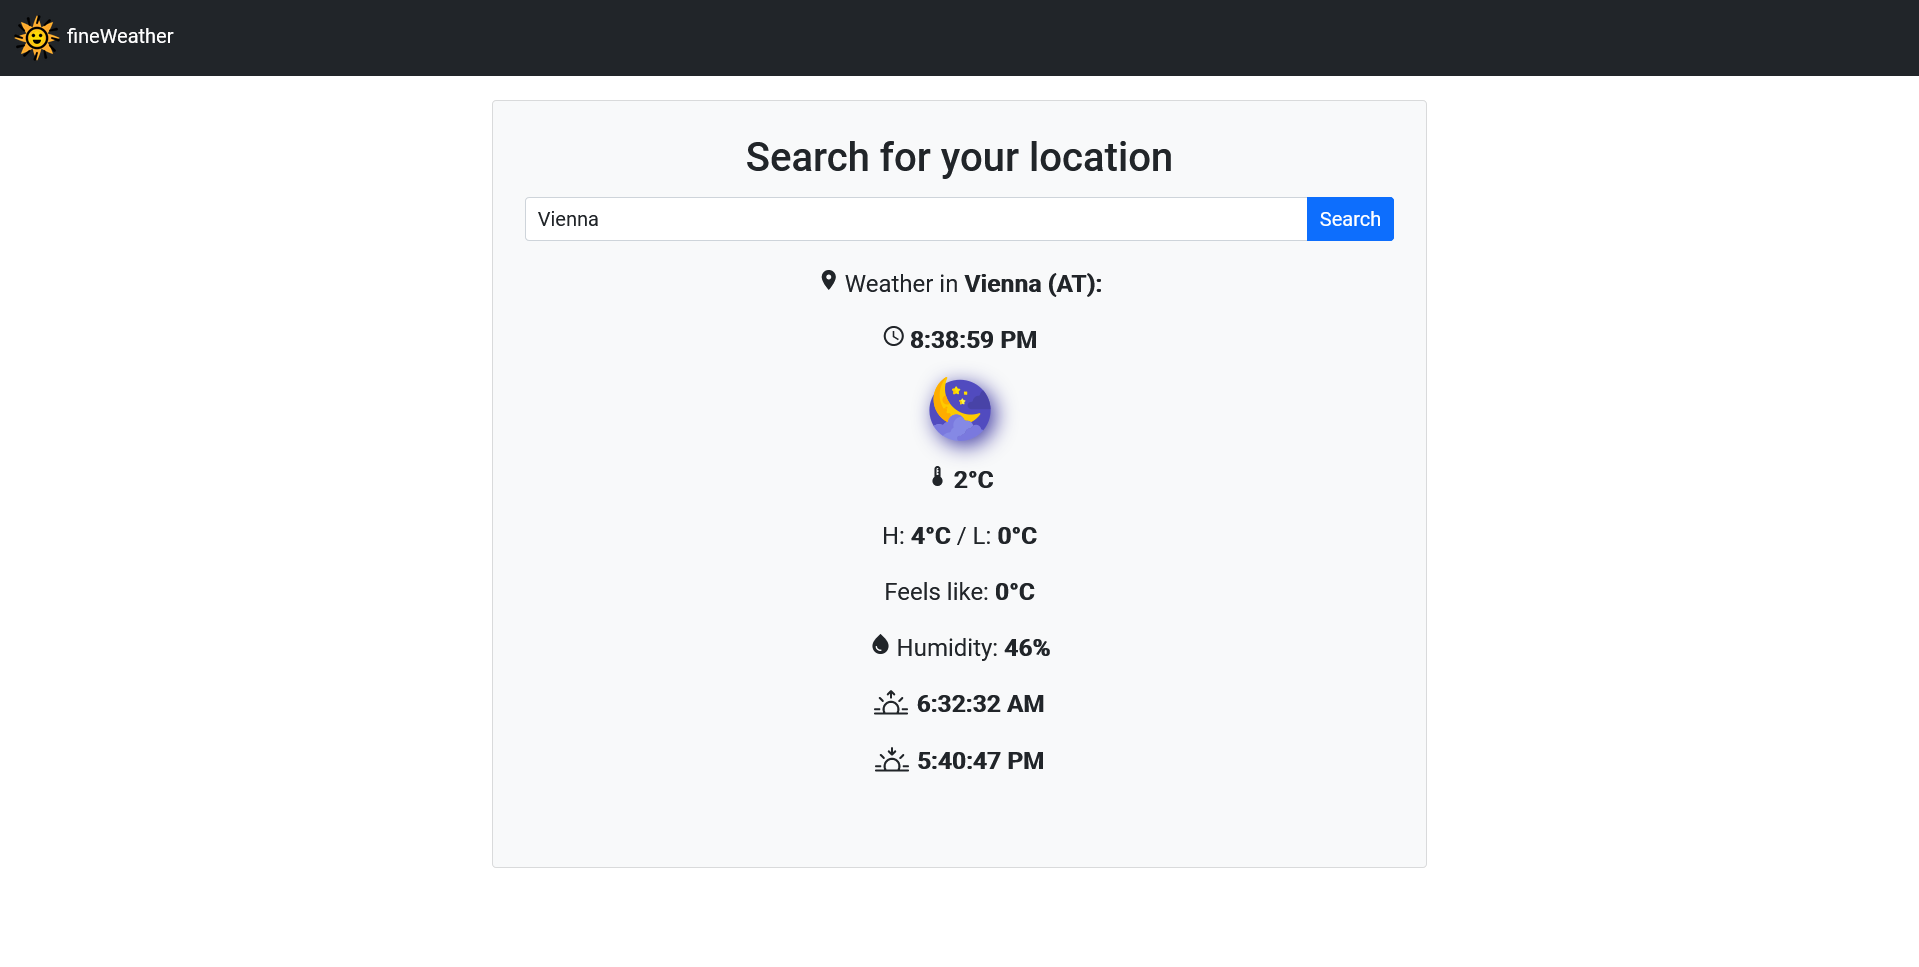 fineWeather
Search for your location
Vienna
Search
Weather in Vienna (AT):
8:38:59 PM
2°C
H: 4°C / L: 0°C
Feels like: 0°C
Humidity: 46%
6:32:32 AM
5:40:47 PM